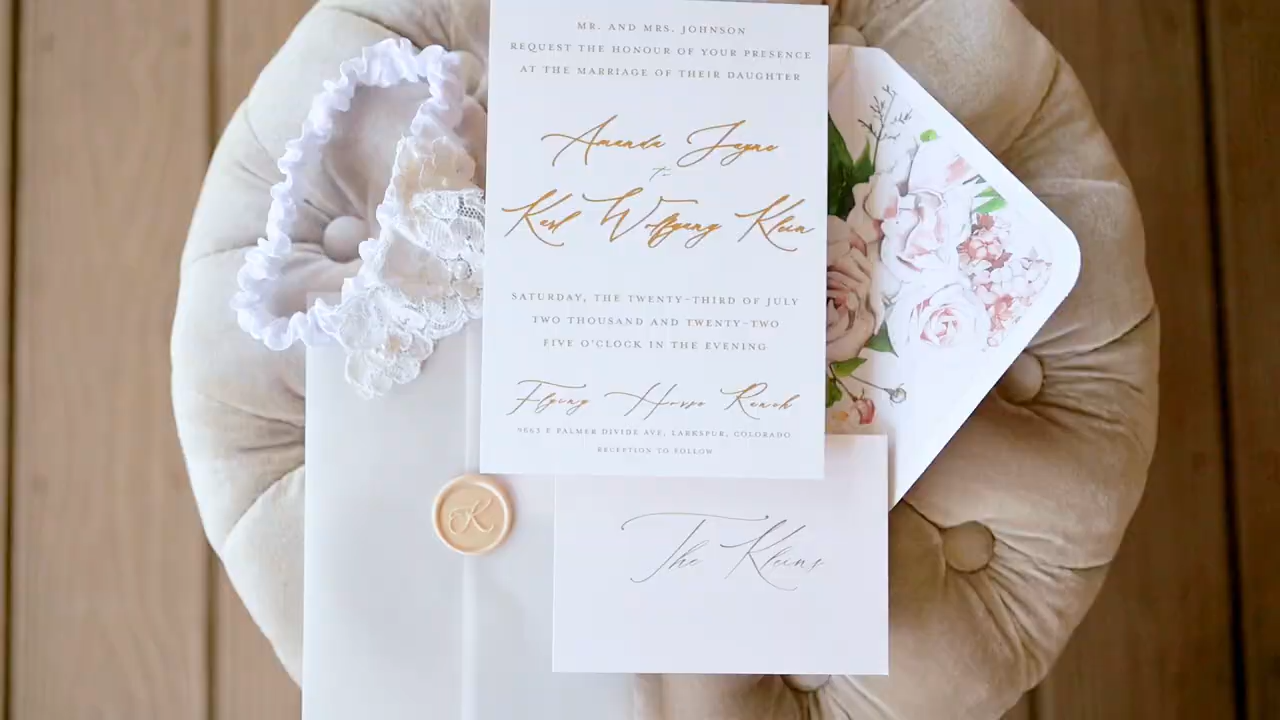 MR. AND MRS. JOHNSON
REQUEST THE HONOUR OF YOUR PRESENCE
AT THE MARRIAGE OF THEIR DAUGHTER
Amanda Jayne
to
Karl Wolfgang Klein
SATURDAY, THE TWENTY-THIRD OF JULY
TWO THOUSAND AND TWENTY-TWO
FIVE O'CLOCK IN THE EVENING
Flying Horse Ranch
9663 E PALMER DIVIDE AVE, LARKSPUR, COLORADO
RECEPTION TO FOLLOW
K
The Kleins